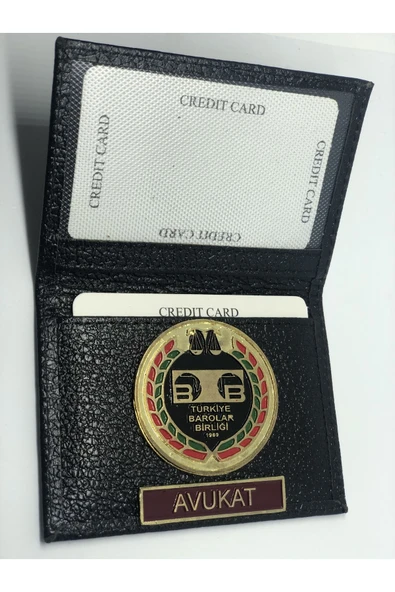 CREDIT CARD
CREDIT CARD
CREDIT CARD
CREDIT CARD
CREDIT CARD
B B
TÜRKİYE
BAROLAR
BİRLİĞİ
1969
AVUKAT